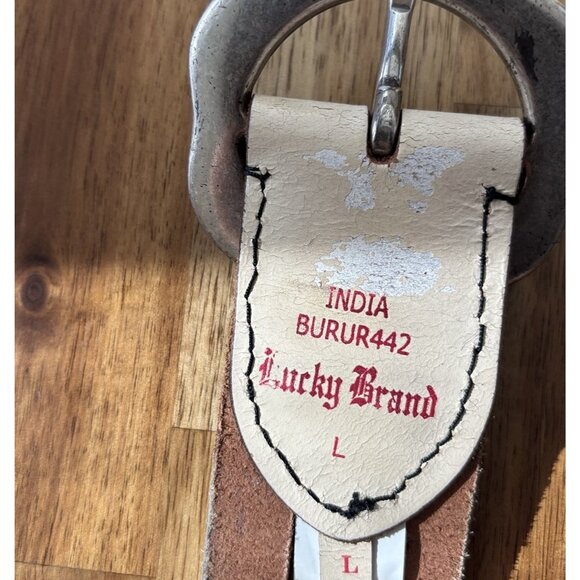 INDIA
BURUR442
Lucky Brand
L
L